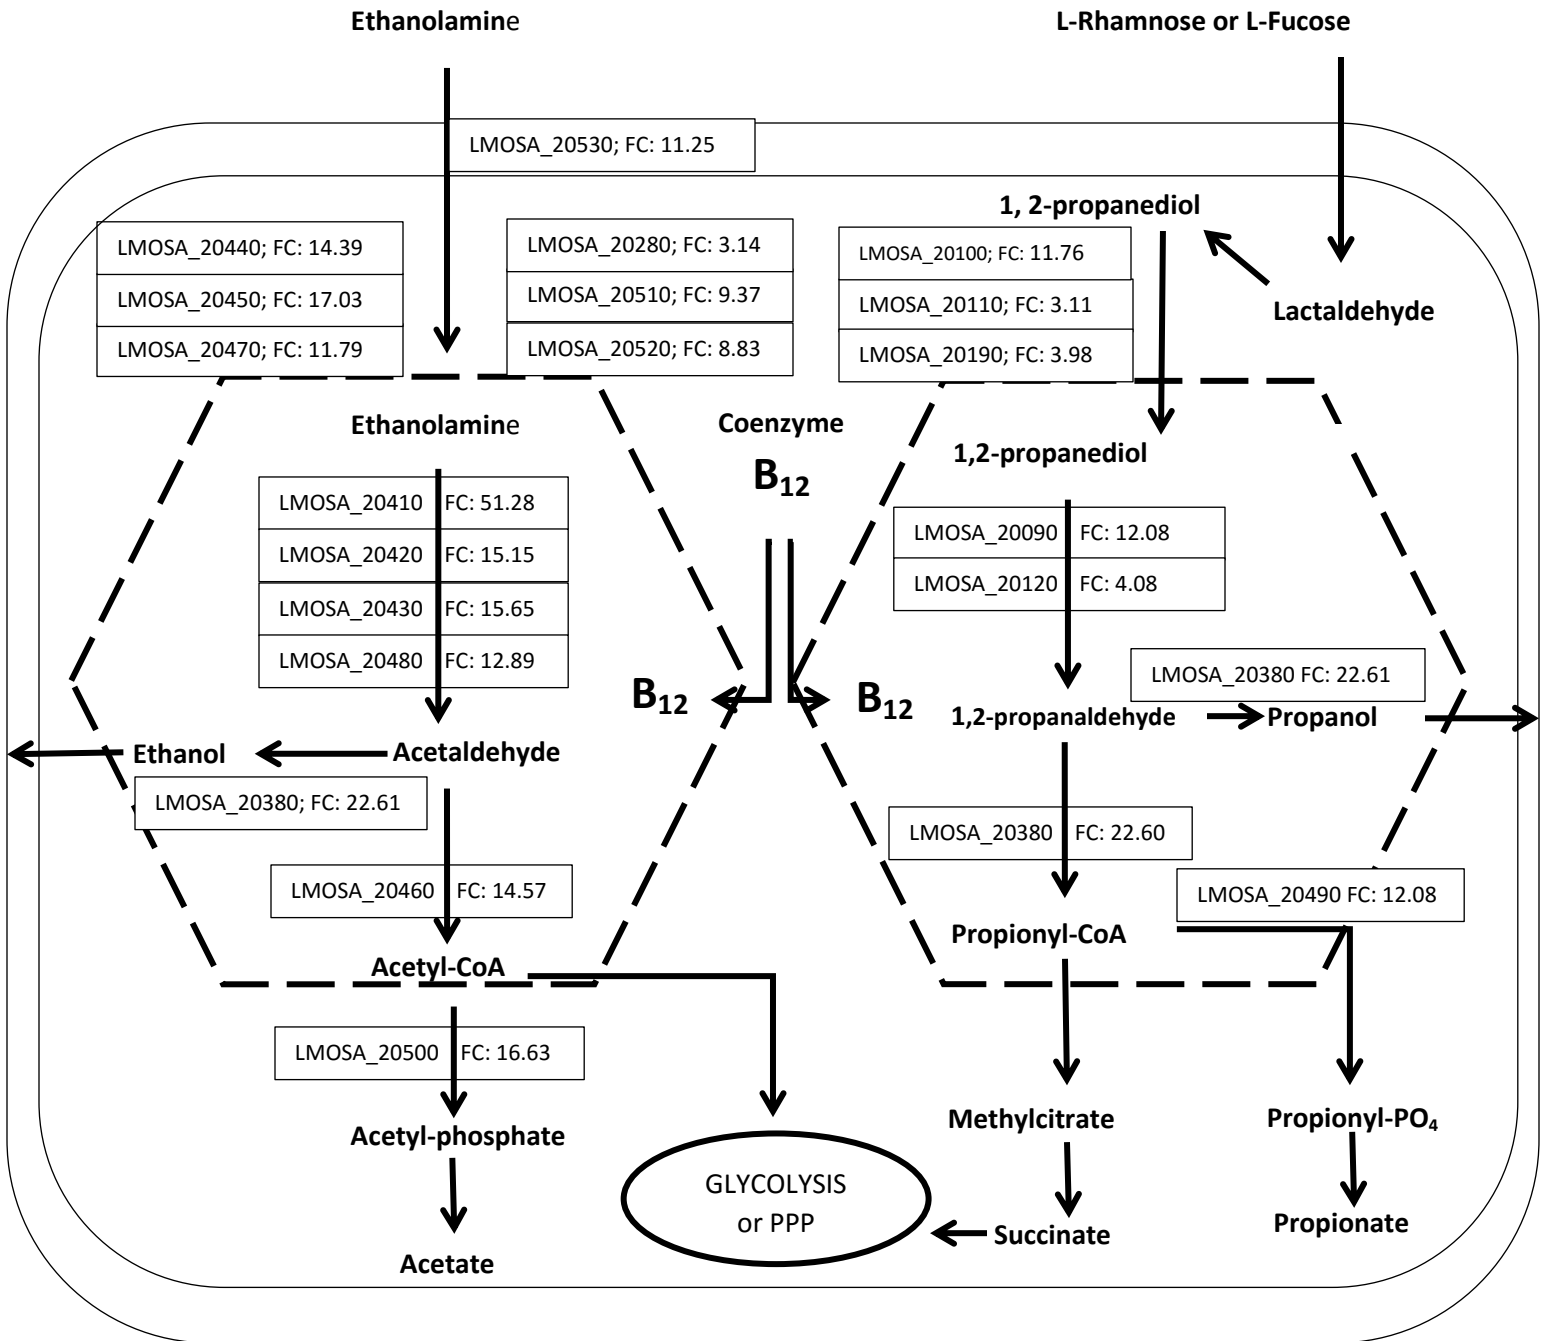 Ethanolamine
L-Rhamnose or L-Fucose
LMOSA_20530; FC: 11.25
1, 2-propanediol
LMOSA_20440; FC: 14.39
LMOSA_20450; FC: 17.03
LMOSA_20470; FC: 11.79
LMOSA_20280; FC: 3.14
LMOSA_20510; FC: 9.37
LMOSA_20520; FC: 8.83
LMOSA_20100; FC: 11.76
LMOSA_20110; FC: 3.11
LMOSA_20190; FC: 3.98
Lactaldehyde
Ethanolamine
Coenzyme
B₁₂
1,2-propanediol
LMOSA_20410 FC: 51.28
LMOSA_20420 FC: 15.15
LMOSA_20430 FC: 15.65
LMOSA_20480 FC: 12.89
LMOSA_20090 FC: 12.08
LMOSA_20120 FC: 4.08
B₁₂
B₁₂
LMOSA_20380 FC: 22.61
1,2-propanaldehyde
Propanol
Ethanol
Acetaldehyde
LMOSA_20380; FC: 22.61
LMOSA_20380 FC: 22.60
LMOSA_20460 FC: 14.57
LMOSA_20490 FC: 12.08
Acetyl-CoA
Propionyl-CoA
LMOSA_20500 FC: 16.63
Acetyl-phosphate
Methylcitrate
Propionyl-PO₄
GLYCOLYSIS
or PPP
Acetate
Succinate
Propionate